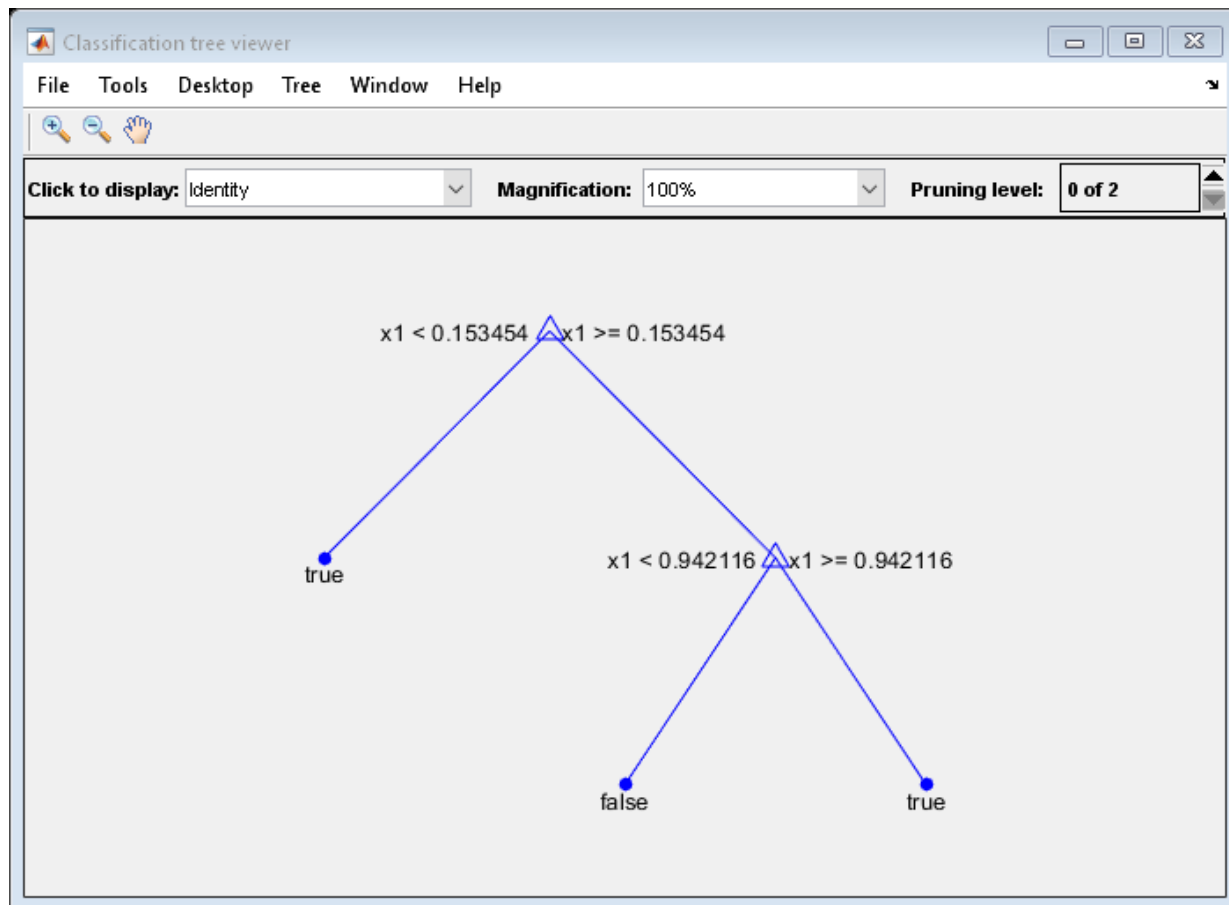 Classification tree viewer
File Tools Desktop Tree Window Help
Click to display: Identity Magnification: 100% Pruning level: 0 of 2
x1 < 0.153454 x1 >= 0.153454
true
x1 < 0.942116 x1 >= 0.942116
false true